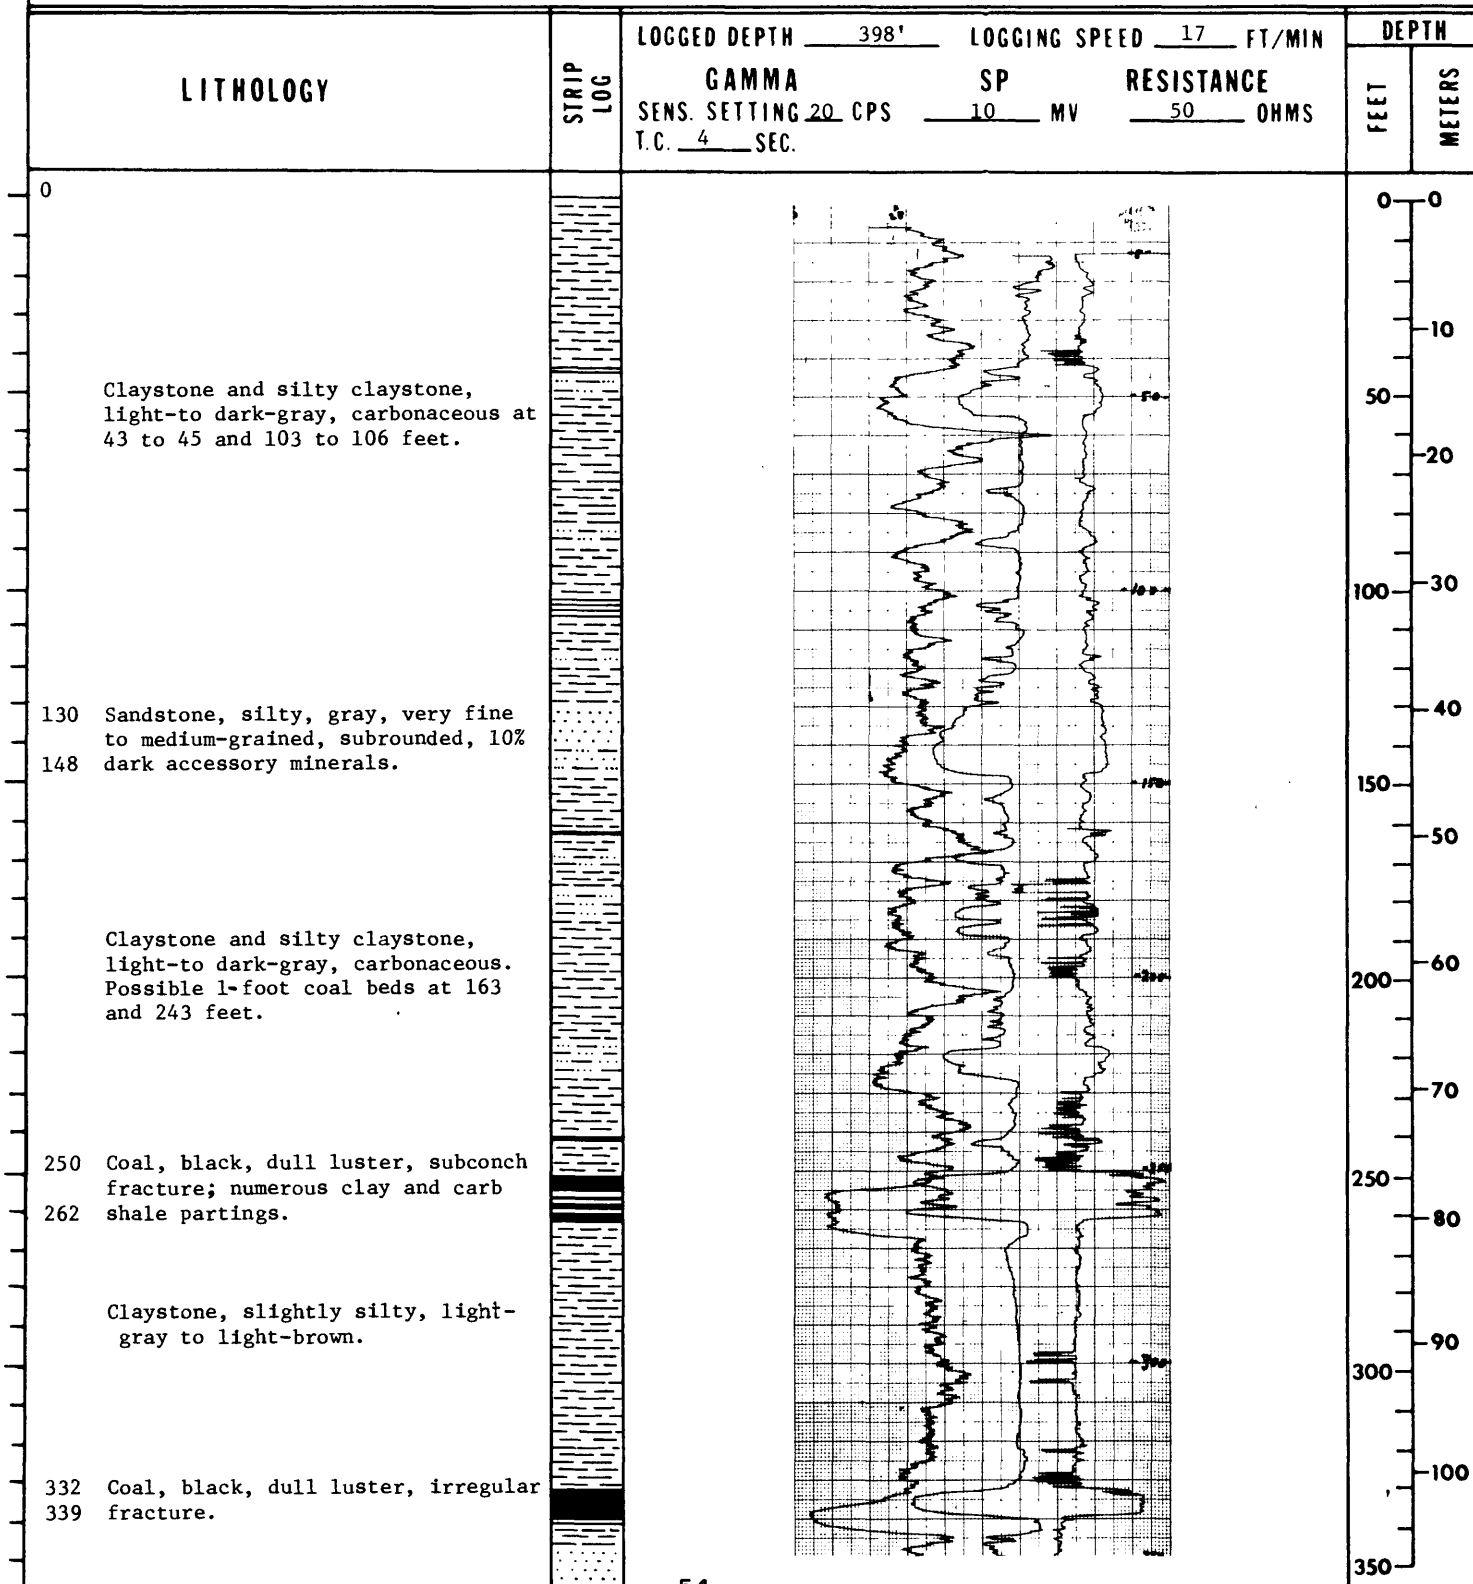 LITHOLOGY
STRIP LOG
LOGGED DEPTH 398' LOGGING SPEED 17 FT/MIN
GAMMA SP RESISTANCE
SENS. SETTING 20 CPS 10 MV 50 OHMS
T.C. 4 SEC.
DEPTH
FEET
METERS
0
Claystone and silty claystone,
light-to dark-gray, carbonaceous at
43 to 45 and 103 to 106 feet.
130 Sandstone, silty, gray, very fine
to medium-grained, subrounded, 10%
148 dark accessory minerals.
Claystone and silty claystone,
light-to dark-gray, carbonaceous.
Possible 1-foot coal beds at 163
and 243 feet.
250 Coal, black, dull luster, subconch
fracture; numerous clay and carb
262 shale partings.
Claystone, slightly silty, light-
gray to light-brown.
332 Coal, black, dull luster, irregular
339 fracture.
50
100
150
200
300
0 0
10
50
20
30
100
40
150
50
60
200
70
250
80
90
300
100
350